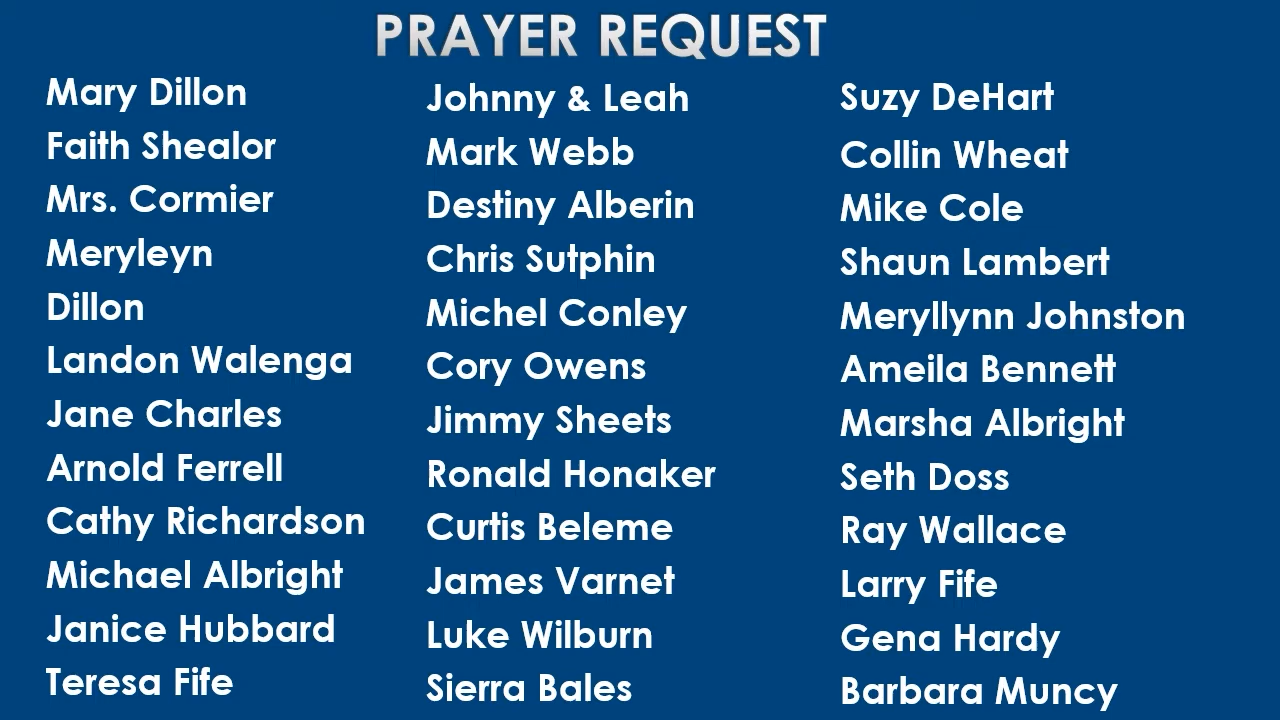 PRAYER REQUEST
Mary Dillon
Faith Shealor
Mrs. Cormier
Meryleyn
Dillon
Landon Walenga
Jane Charles
Arnold Ferrell
Cathy Richardson
Michael Albright
Janice Hubbard
Teresa Fife
Johnny & Leah
Mark Webb
Destiny Alberin
Chris Sutphin
Michel Conley
Cory Owens
Jimmy Sheets
Ronald Honaker
Curtis Beleme
James Varnet
Luke Wilburn
Sierra Bales
Suzy DeHart
Collin Wheat
Mike Cole
Shaun Lambert
Meryllynn Johnston
Ameila Bennett
Marsha Albright
Seth Doss
Ray Wallace
Larry Fife
Gena Hardy
Barbara Muncy